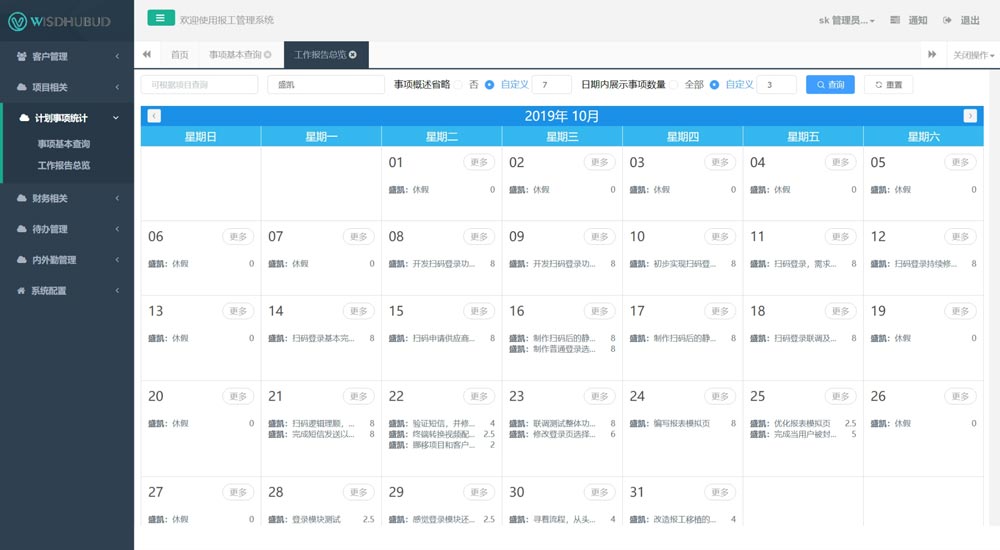 WISDHUBUD
欢迎使用报工管理系统
sk 管理员...
通知
退出
首页
事项基本查询
工作报告总览
关闭操作
客户管理
项目相关
计划事项统计
事项基本查询
工作报告总览
财务相关
待办管理
内外勤管理
系统配置
可根据项目查询
盛凯
事项概述省略 否 自定义 7
日期内展示事项数量 全部 自定义 3
查询
重置
2019年 10月
星期日 星期一 星期二 星期三 星期四 星期五 星期六
01 更多 02 更多 03 更多 04 更多 05 更多
盛凯：休假 0 盛凯：休假 0 盛凯：休假 0 盛凯：休假 0 盛凯：休假 0
06 更多 07 更多 08 更多 09 更多 10 更多 11 更多 12 更多
盛凯：休假 0 盛凯：休假 0 盛凯：开发扫码登录功... 8 盛凯：开发扫码登录功... 8 盛凯：初步实现扫码登... 8 盛凯：扫码登录，需求... 8 盛凯：扫码登录持续修... 8
13 更多 14 更多 15 更多 16 更多 17 更多 18 更多 19 更多
盛凯：休假 0 盛凯：扫码登录基本完... 8 盛凯：扫码申请供应商... 8 盛凯：制作扫码后的静... 8 盛凯：制作扫码后的静... 8 盛凯：扫码登录联调及... 8 盛凯：休假 0
盛凯：制作普通登录选... 8
20 更多 21 更多 22 更多 23 更多 24 更多 25 更多 26 更多
盛凯：休假 0 盛凯：扫码逻辑理顺，... 8 盛凯：验证短信，并修... 4 盛凯：联调测试整体功... 8 盛凯：编写报表模拟页 8 盛凯：优化报表模拟页 2.5 盛凯：休假 0
盛凯：完成短信发送以... 8 盛凯：终端转换视频配... 2.5 盛凯：修改登录页选择... 6 盛凯：完成当用户被封... 5
盛凯：挪移项目和客户... 2
27 更多 28 更多 29 更多 30 更多 31 更多
盛凯：休假 0 盛凯：登录模块测试 2.5 盛凯：感觉登录模块还... 2.5 盛凯：寻看流程，从头... 4 盛凯：改造报工移植的... 4